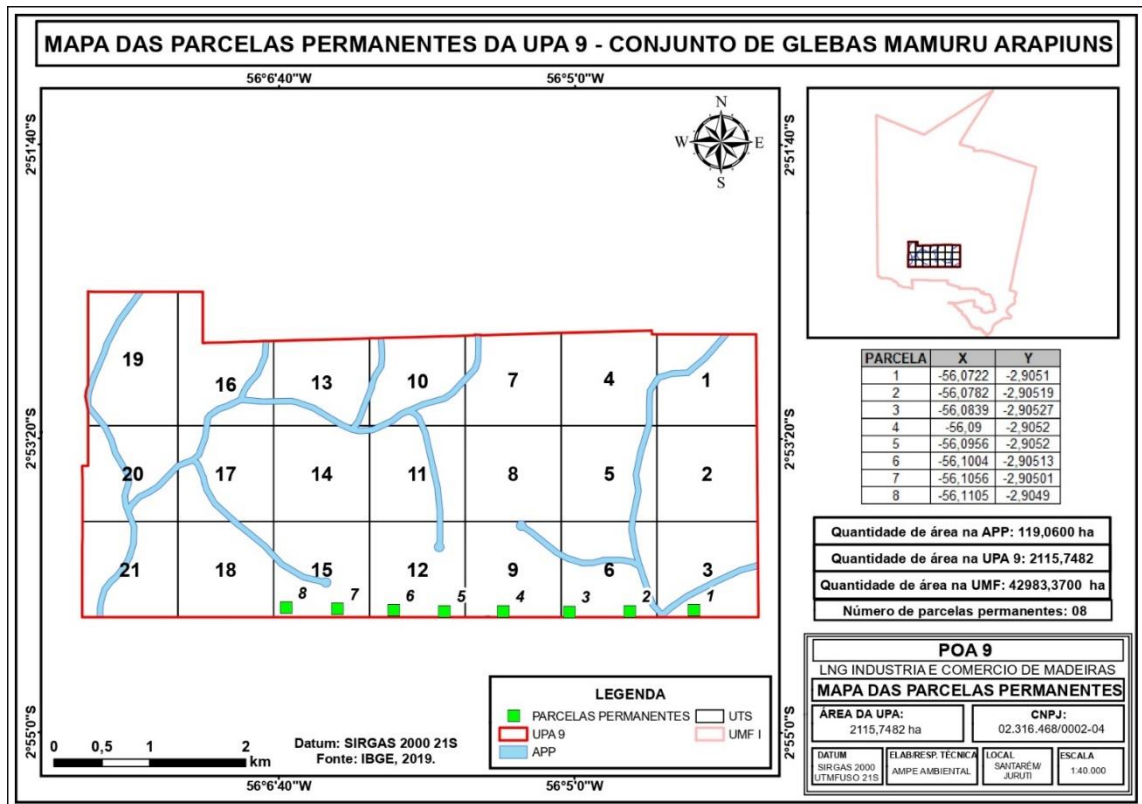 MAPA DAS PARCELAS PERMANENTES DA UPA 9 - CONJUNTO DE GLEBAS MAMURU ARAPIUNS
56°6'40"W 56°5'0"W
2°51'40"S 2°51'40"S
N
W E
S
19 16 13 10 7 4 1
2°53'20"S 2°53'20"S
20 17 14 11 8 5 2
21 18 15 12 9 6 3
8 7 6 5 4 3 2 1
2°55'0"S 2°55'0"S
LEGENDA
PARCELAS PERMANENTES UTS
UPA 9 UMF I
APP
0 0,5 1 2
km
Datum: SIRGAS 2000 21S
Fonte: IBGE, 2019.
56°6'40"W 56°5'0"W
PARCELA X Y
1 -56,0722 -2,9051
2 -56,0782 -2,90519
3 -56,0839 -2,90527
4 -56,09 -2,9052
5 -56,0956 -2,9052
6 -56,1004 -2,90513
7 -56,1056 -2,90501
8 -56,1105 -2,9049
Quantidade de área na APP: 119,0600 ha
Quantidade de área na UPA 9: 2115,7482
Quantidade de área na UMF: 42983,3700 ha
Número de parcelas permanentes: 08
POA 9
LNG INDUSTRIA E COMERCIO DE MADEIRAS
MAPA DAS PARCELAS PERMANENTES
ÁREA DA UPA:
2115,7482 ha
CNPJ:
02.316.468/0002-04
DATUM
SIRGAS 2000
UTMFUSO 21S
ELAB/RESP. TÉCNICA
AMPE AMBIENTAL
LOCAL
SANTARÉM/
JURUTI
ESCALA
1:40.000